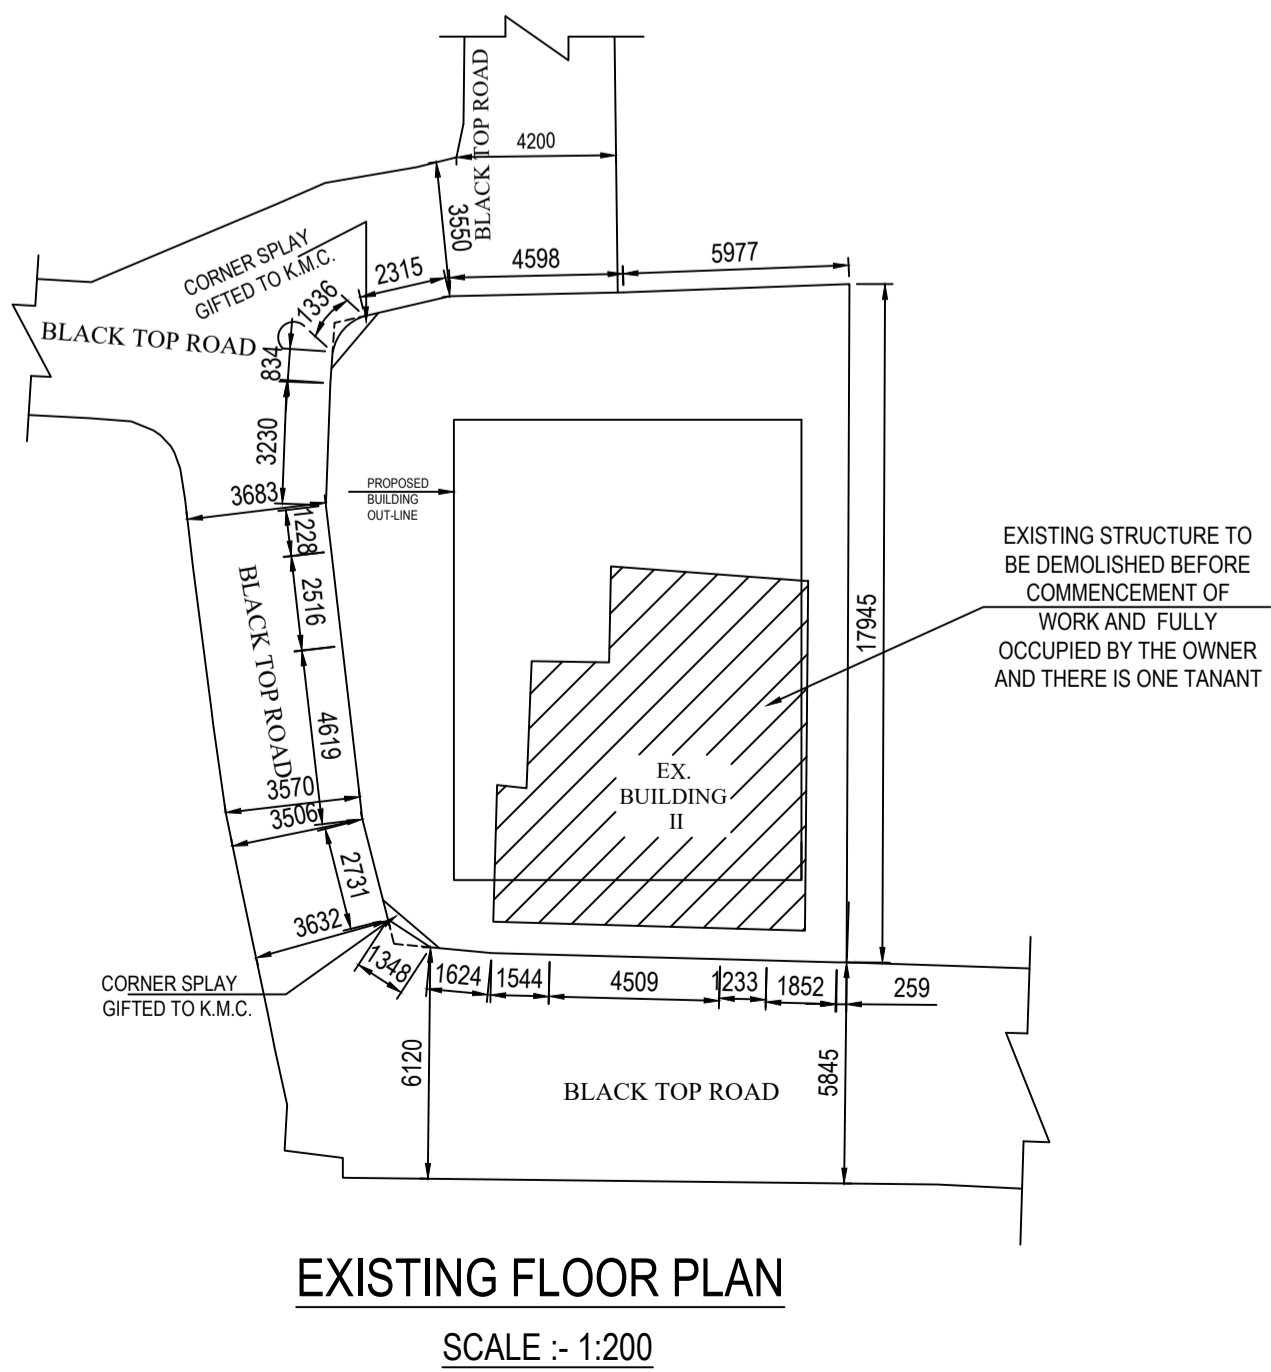 BLACK TOP ROAD
4200
3550
CORNER SPLAY
GIFTED TO K.M.C.
2315
4598
5977
1336
BLACK TOP ROAD
834
3230
3683
1228
PROPOSED
BUILDING
OUT-LINE
2516
BLACK TOP ROAD
4619
17945
EXISTING STRUCTURE TO
BE DEMOLISHED BEFORE
COMMENCEMENT OF
WORK AND FULLY
OCCUPIED BY THE OWNER
AND THERE IS ONE TANANT
EX.
BUILDING
II
3570
3506
2731
3632
1348
CORNER SPLAY
GIFTED TO K.M.C.
1624
1544
4509
1233
1852
259
6120
5845
BLACK TOP ROAD
EXISTING FLOOR PLAN
SCALE :- 1:200